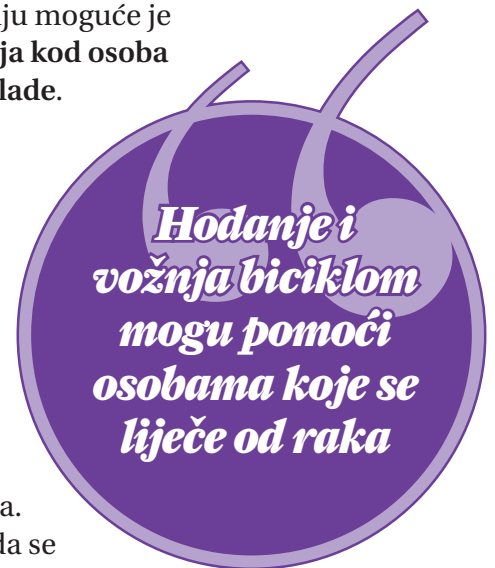 ju moguće je
ja kod osoba
lade.
Hodanje i
vožnja biciklom
mogu pomoći
osobama koje se
liječe od raka
a.
da se